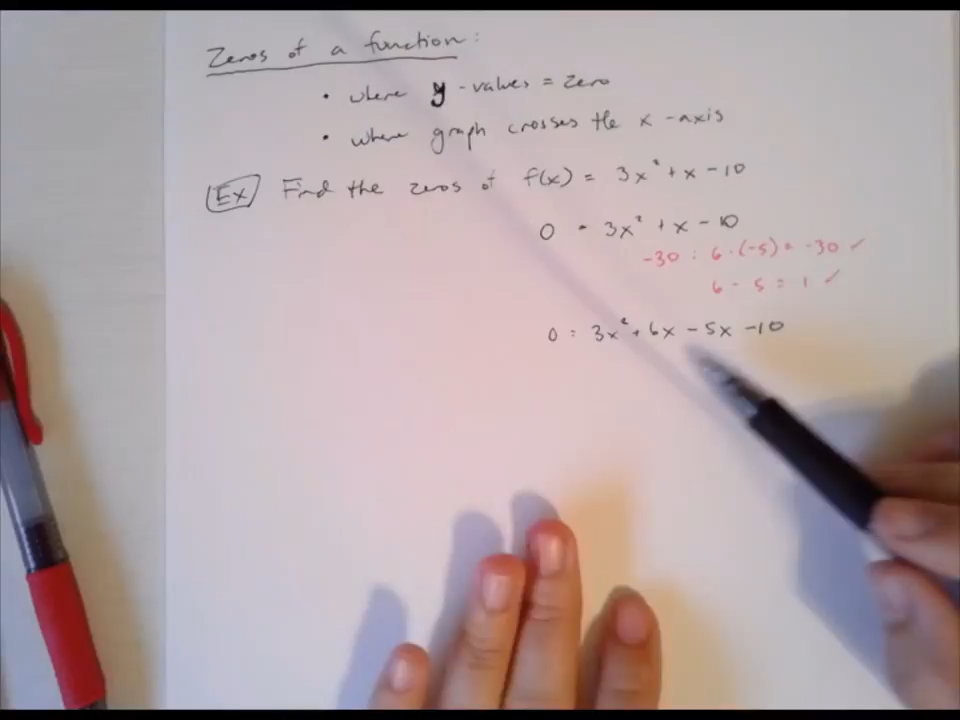 Zeros of a function:
• where y-values = zero
• where graph crosses the x-axis
Ex Find the zeros of f(x) = 3x² + x - 10
0 = 3x² + x - 10
-30 : 6·(-5) = -30 ✓
6 - 5 = 1 ✓
0 = 3x² + 6x - 5x - 10